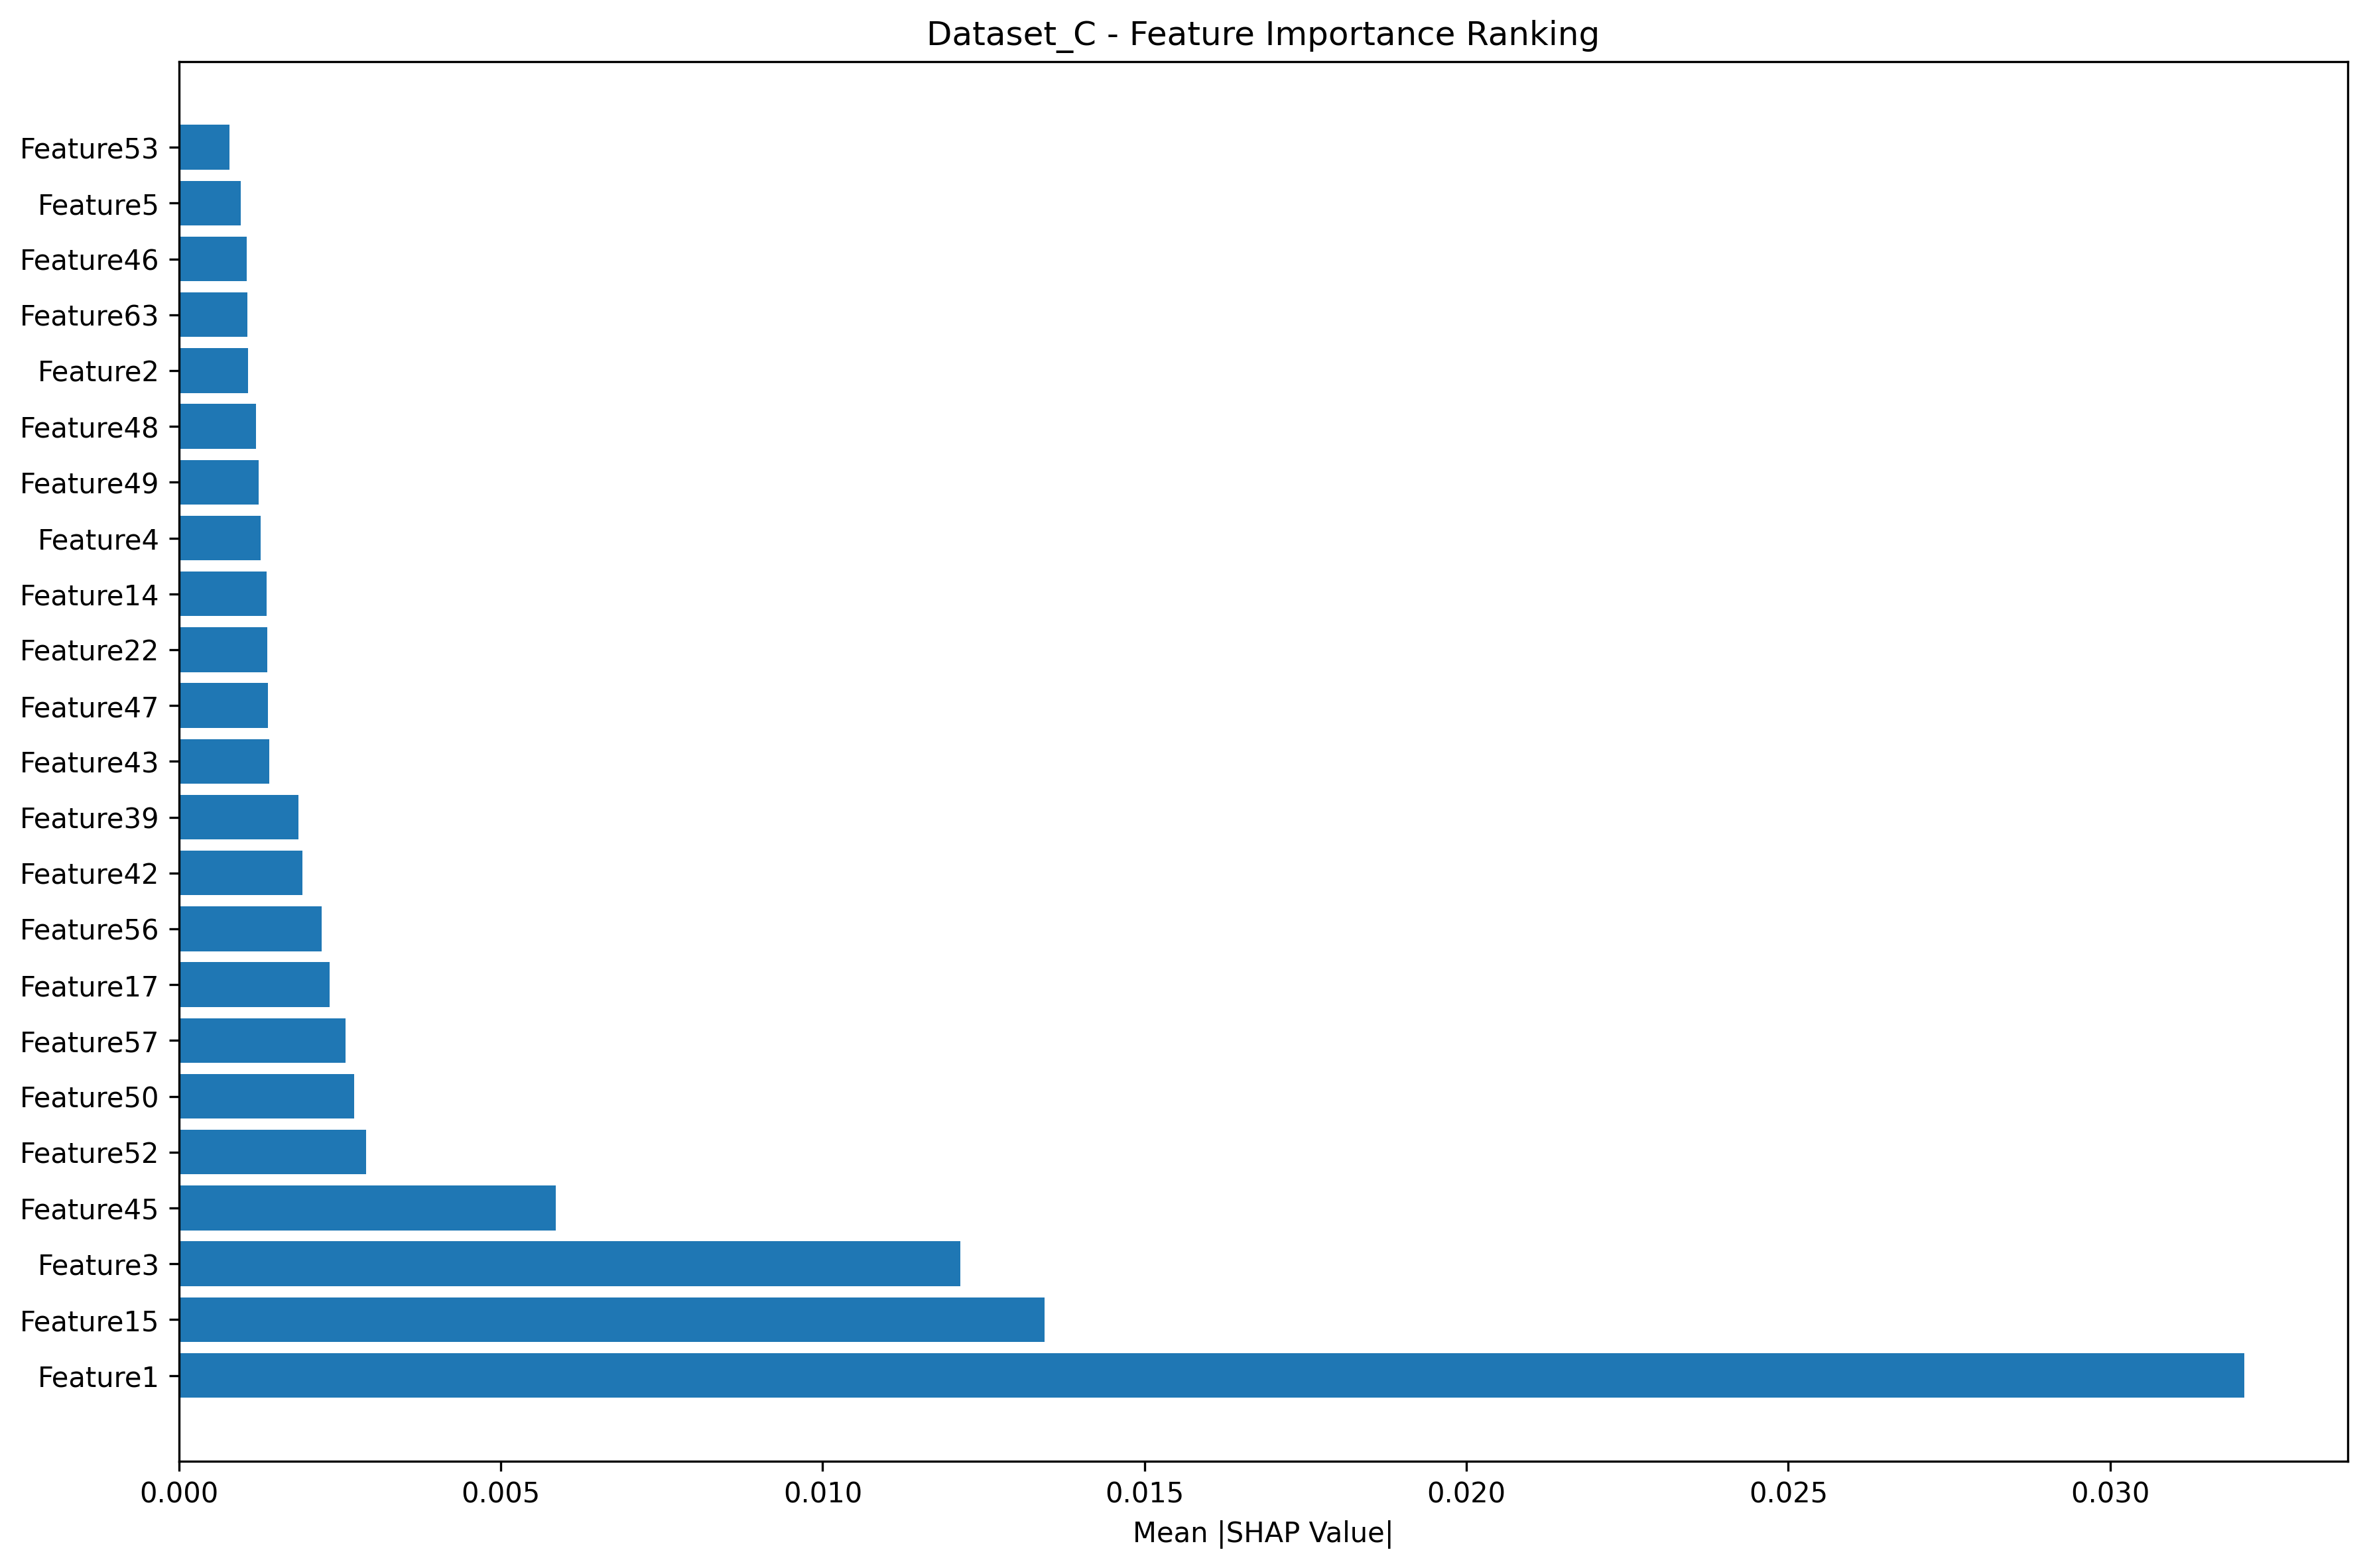 Dataset_C - Feature Importance Ranking
Feature53
Feature5
Feature46
Feature63
Feature2
Feature48
Feature49
Feature4
Feature14
Feature22
Feature47
Feature43
Feature39
Feature42
Feature56
Feature17
Feature57
Feature50
Feature52
Feature45
Feature3
Feature15
Feature1
0.000 0.005 0.010 0.015 0.020 0.025 0.030
Mean |SHAP Value|